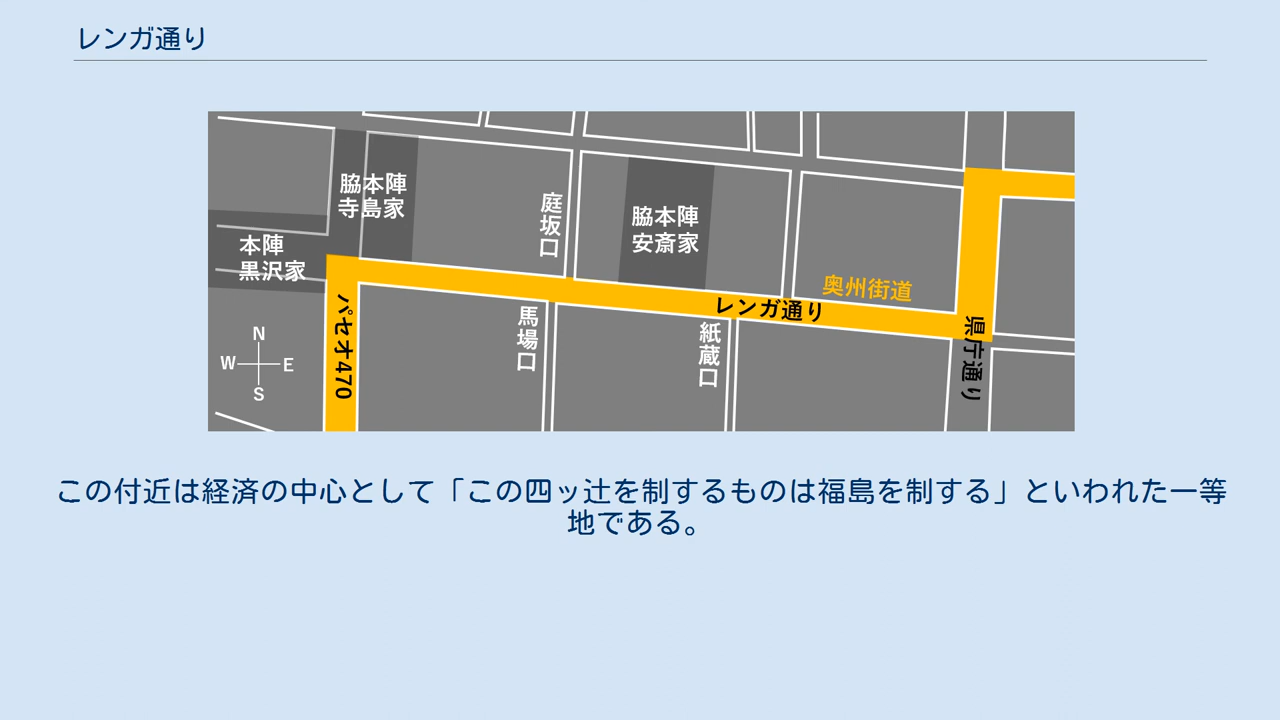 レンガ通り
脇本陣
寺島家
庭坂口
脇本陣
安斎家
本陣
黒沢家
奥州街道
レンガ通り
パセオ470
馬場口
紙蔵口
県庁通り
N
W
E
S
この付近は経済の中心として「この四ッ辻を制するものは福島を制する」といわれた一等
地である。